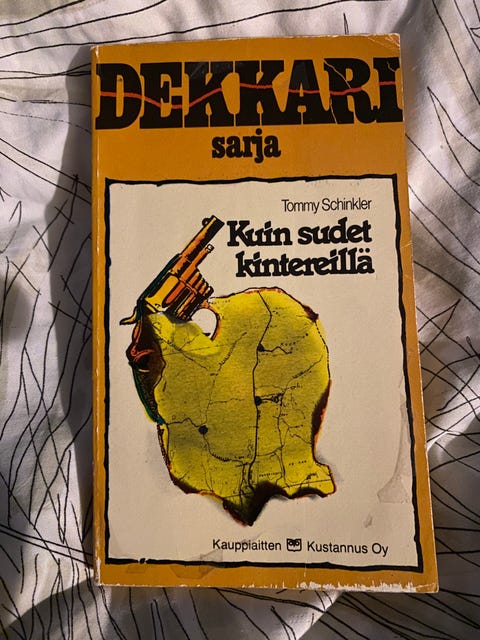 DEKKARI
sarja
Tommy Schinkler
Kuin sudet
kintereillä
Kauppiaitten Kustannus Oy